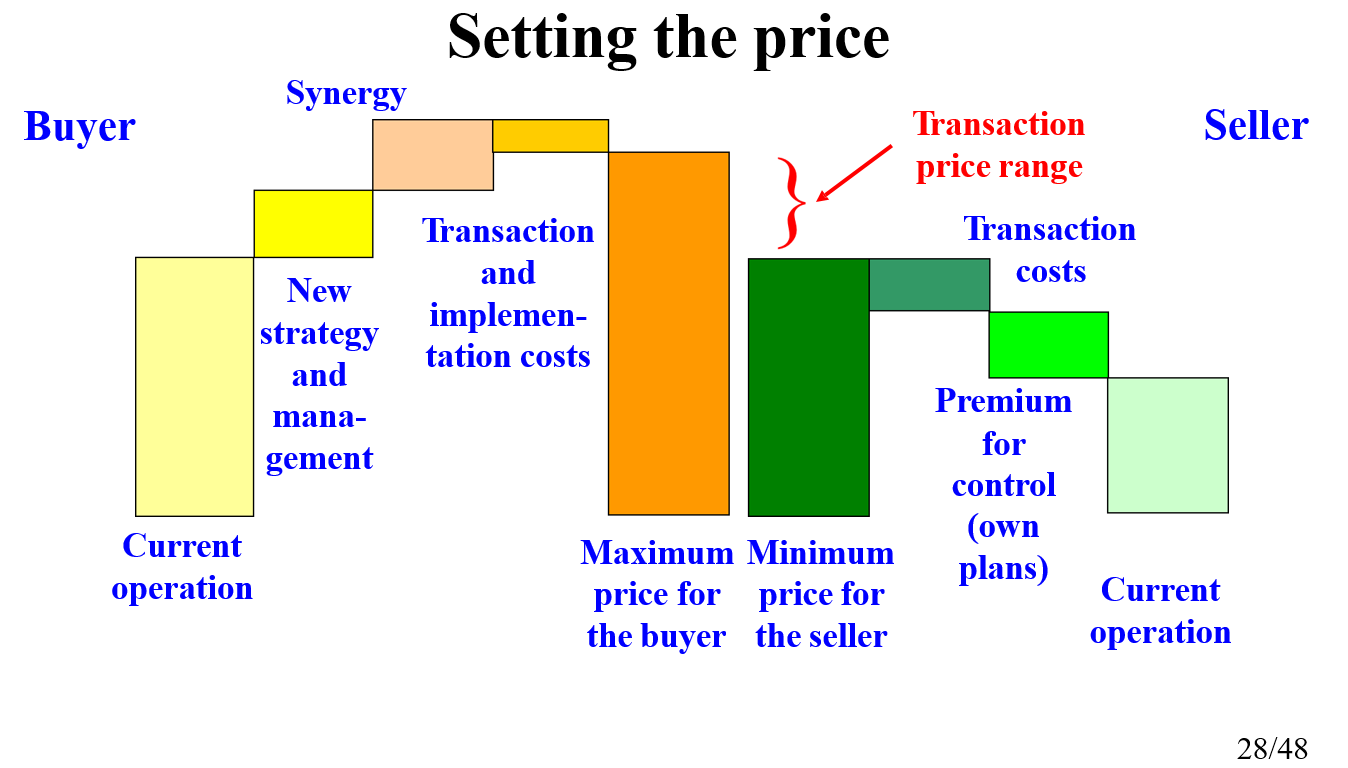 Setting the price
Synergy
Buyer
Transaction
price range
Seller
Transaction
and
implemen-
tation costs
Transaction
costs
New
strategy
and
mana-
gement
Premium
for
control
(own
plans)
Current
operation
Maximum
price for
the buyer
Minimum
price for
the seller
Current
operation
28/48